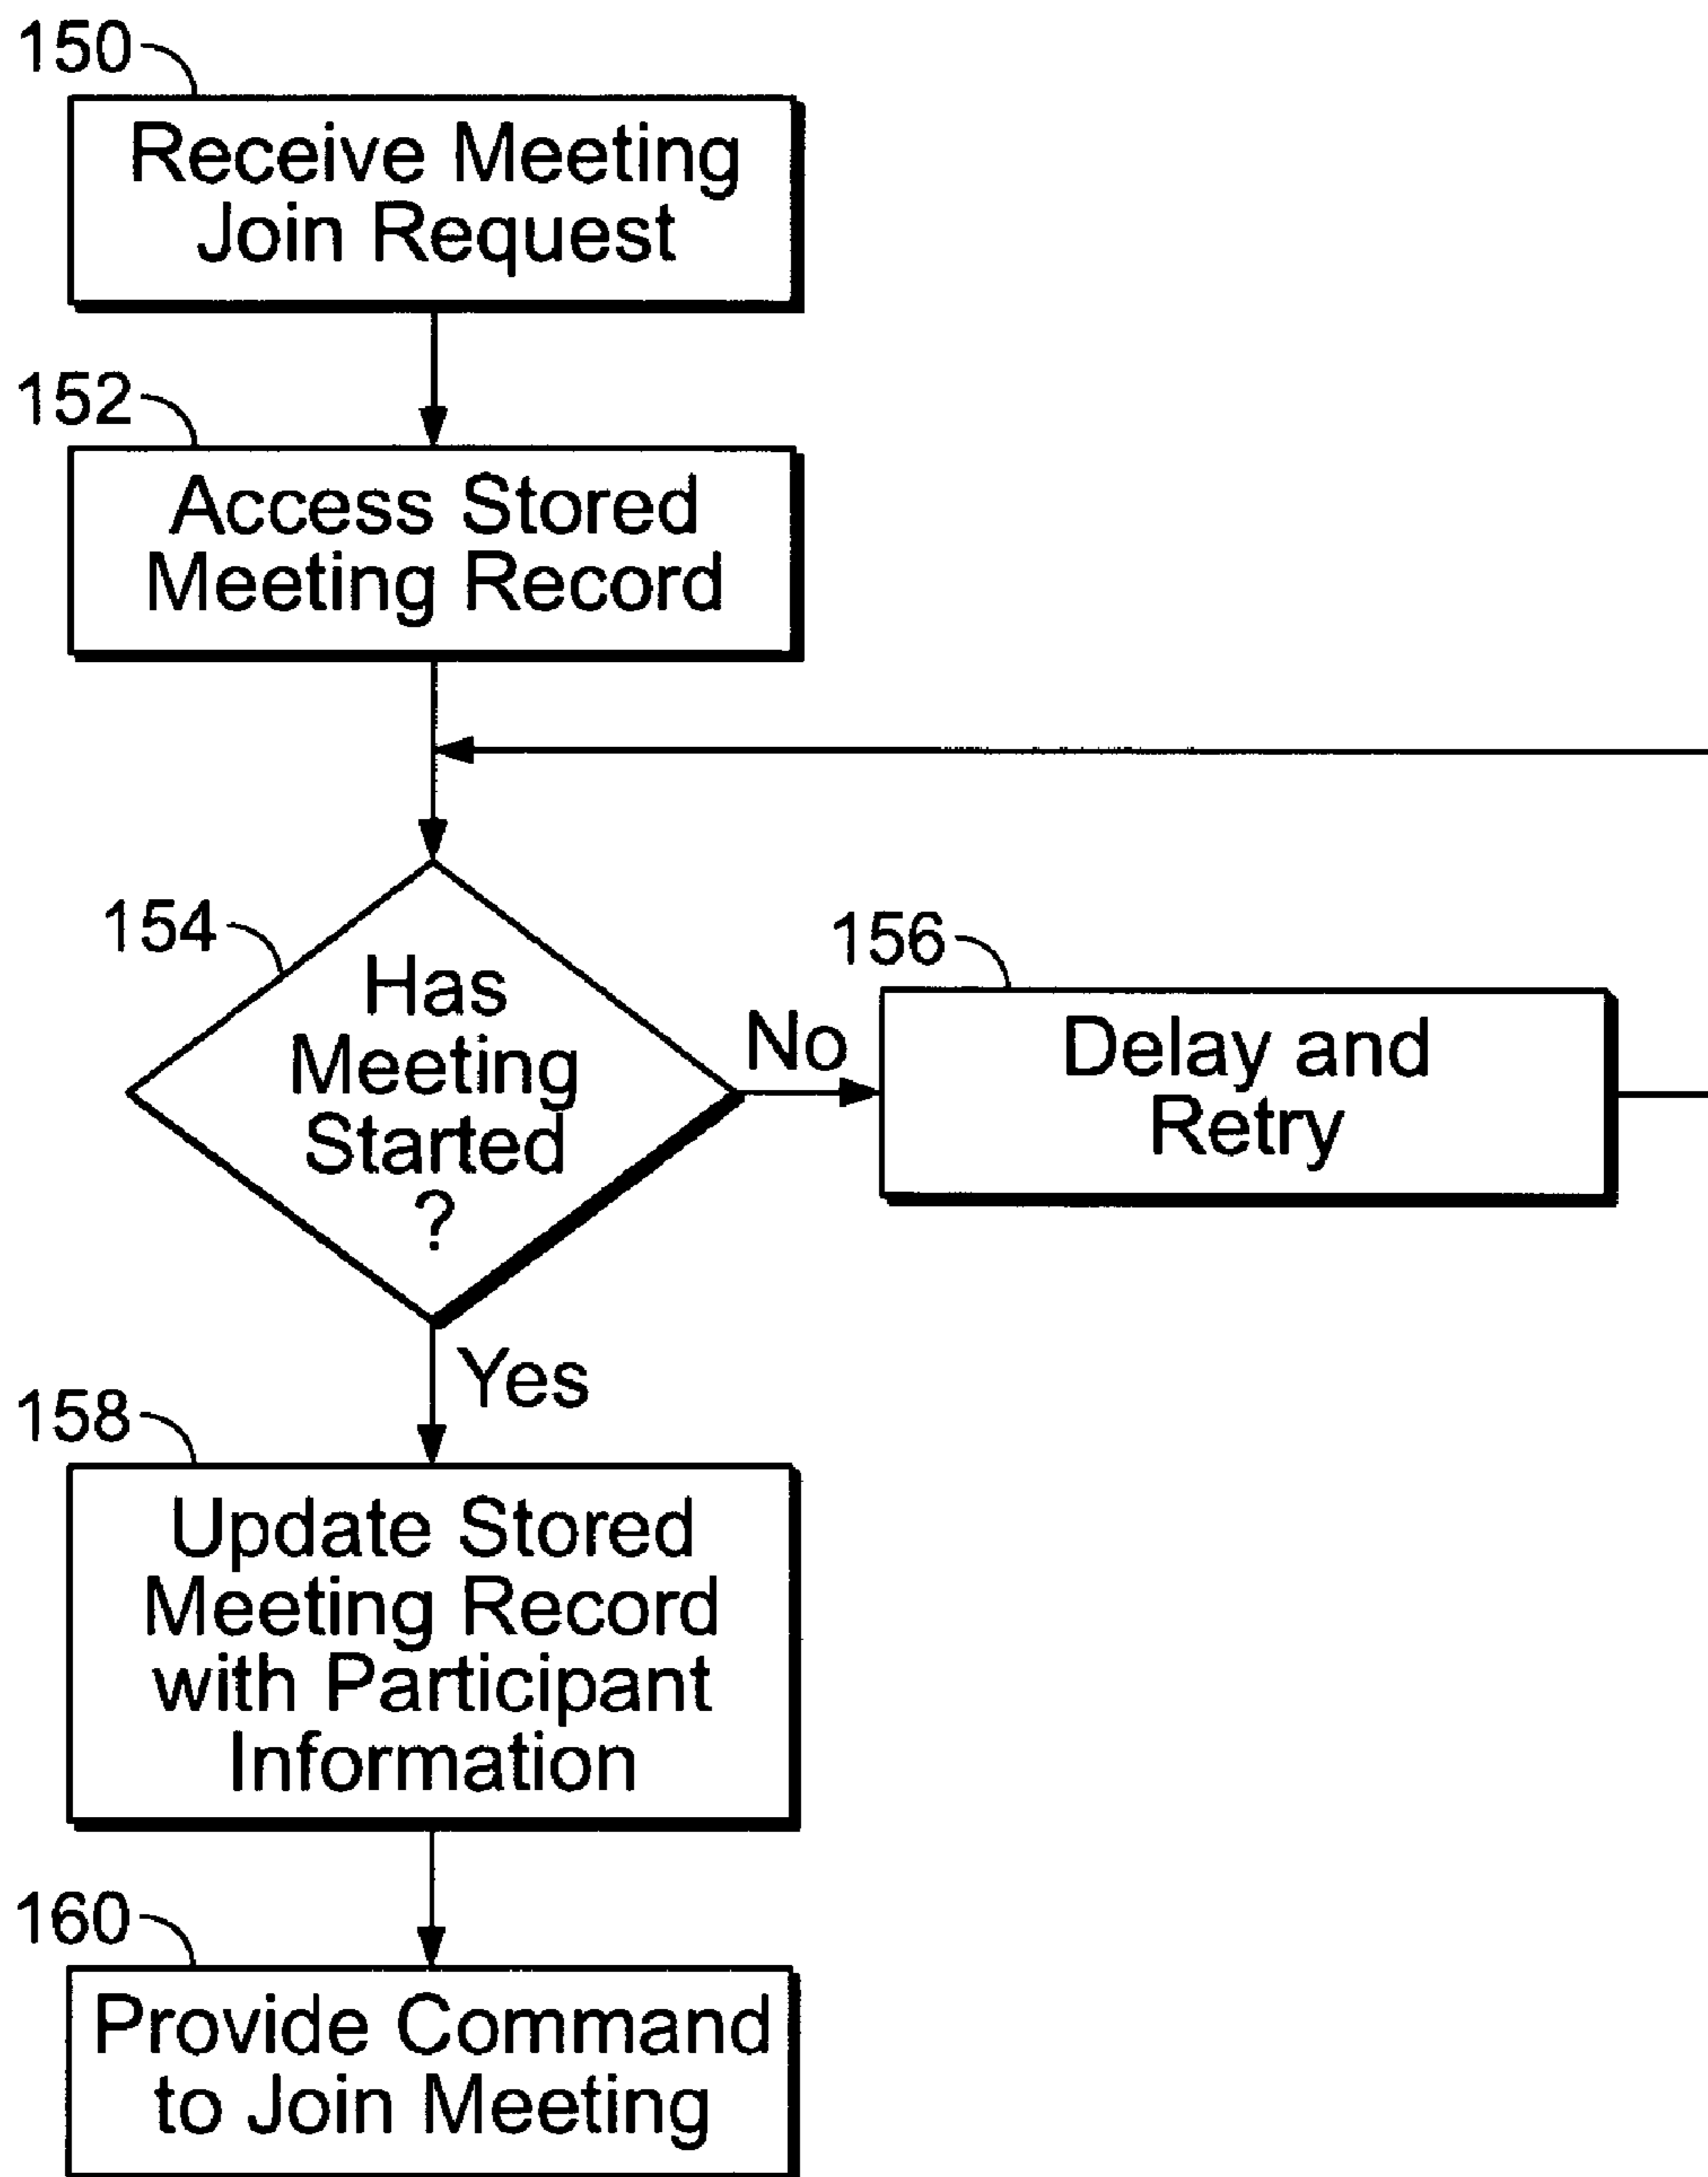 150
Receive Meeting
Join Request
152
Access Stored
Meeting Record
154
Has
Meeting
Started
?
No
156
Delay and
Retry
Yes
158
Update Stored
Meeting Record
with Participant
Information
160
Provide Command
to Join Meeting